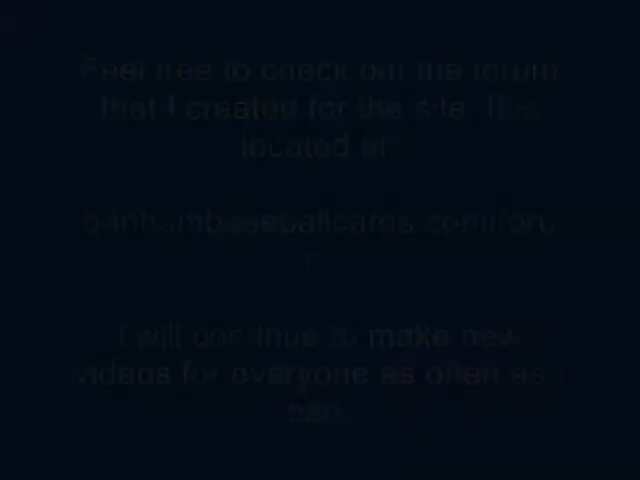 Feel free to check out the forum
that I created for the site. It is
located at

I will continue to make new
videos for everyone as often as I
can.